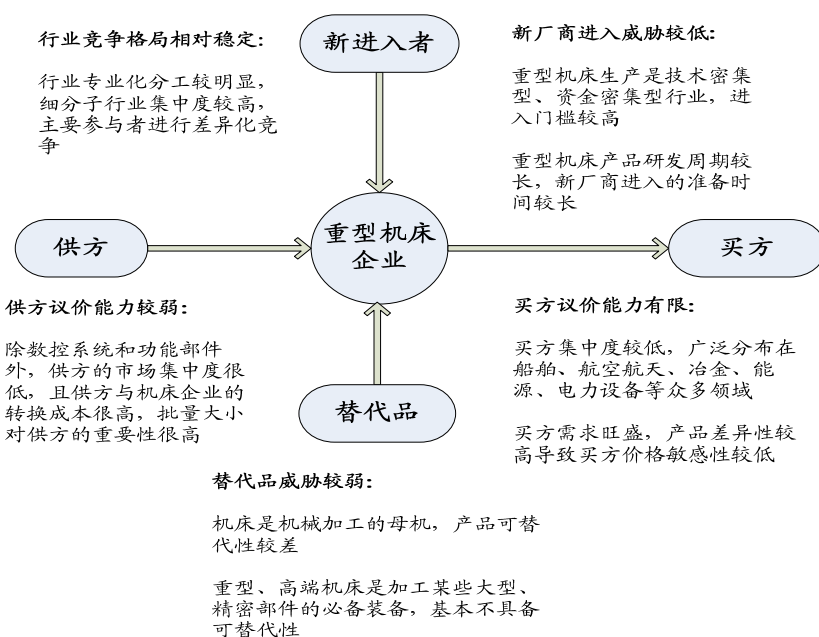 行业竞争格局相对稳定：
行业专业化分工较明显，
细分子行业集中度较高，
主要参与者进行差异化竞
争
新进入者
新厂商进入威胁较低：
重型机床生产是技术密集
型、资金密集型行业，进
入门槛较高
重型机床产品研发周期较
长，新厂商进入的准备时
间较长
供方
重型机床
企业
买方
供方议价能力较弱：
除数控系统和功能部件
外，供方的市场集中度很
低，且供方与机床企业的
转换成本很高，批量大小
对供方的重要性很高
替代品
买方议价能力有限：
买方集中度较低，广泛分布在
船舶、航空航天、冶金、能
源、电力设备等众多领域
买方需求旺盛，产品差异性较
高导致买方价格敏感性较低
替代品威胁较弱：
机床是机械加工的母机，产品可替
代性较差
重型、高端机床是加工某些大型、
精密部件的必备装备，基本不具备
可替代性